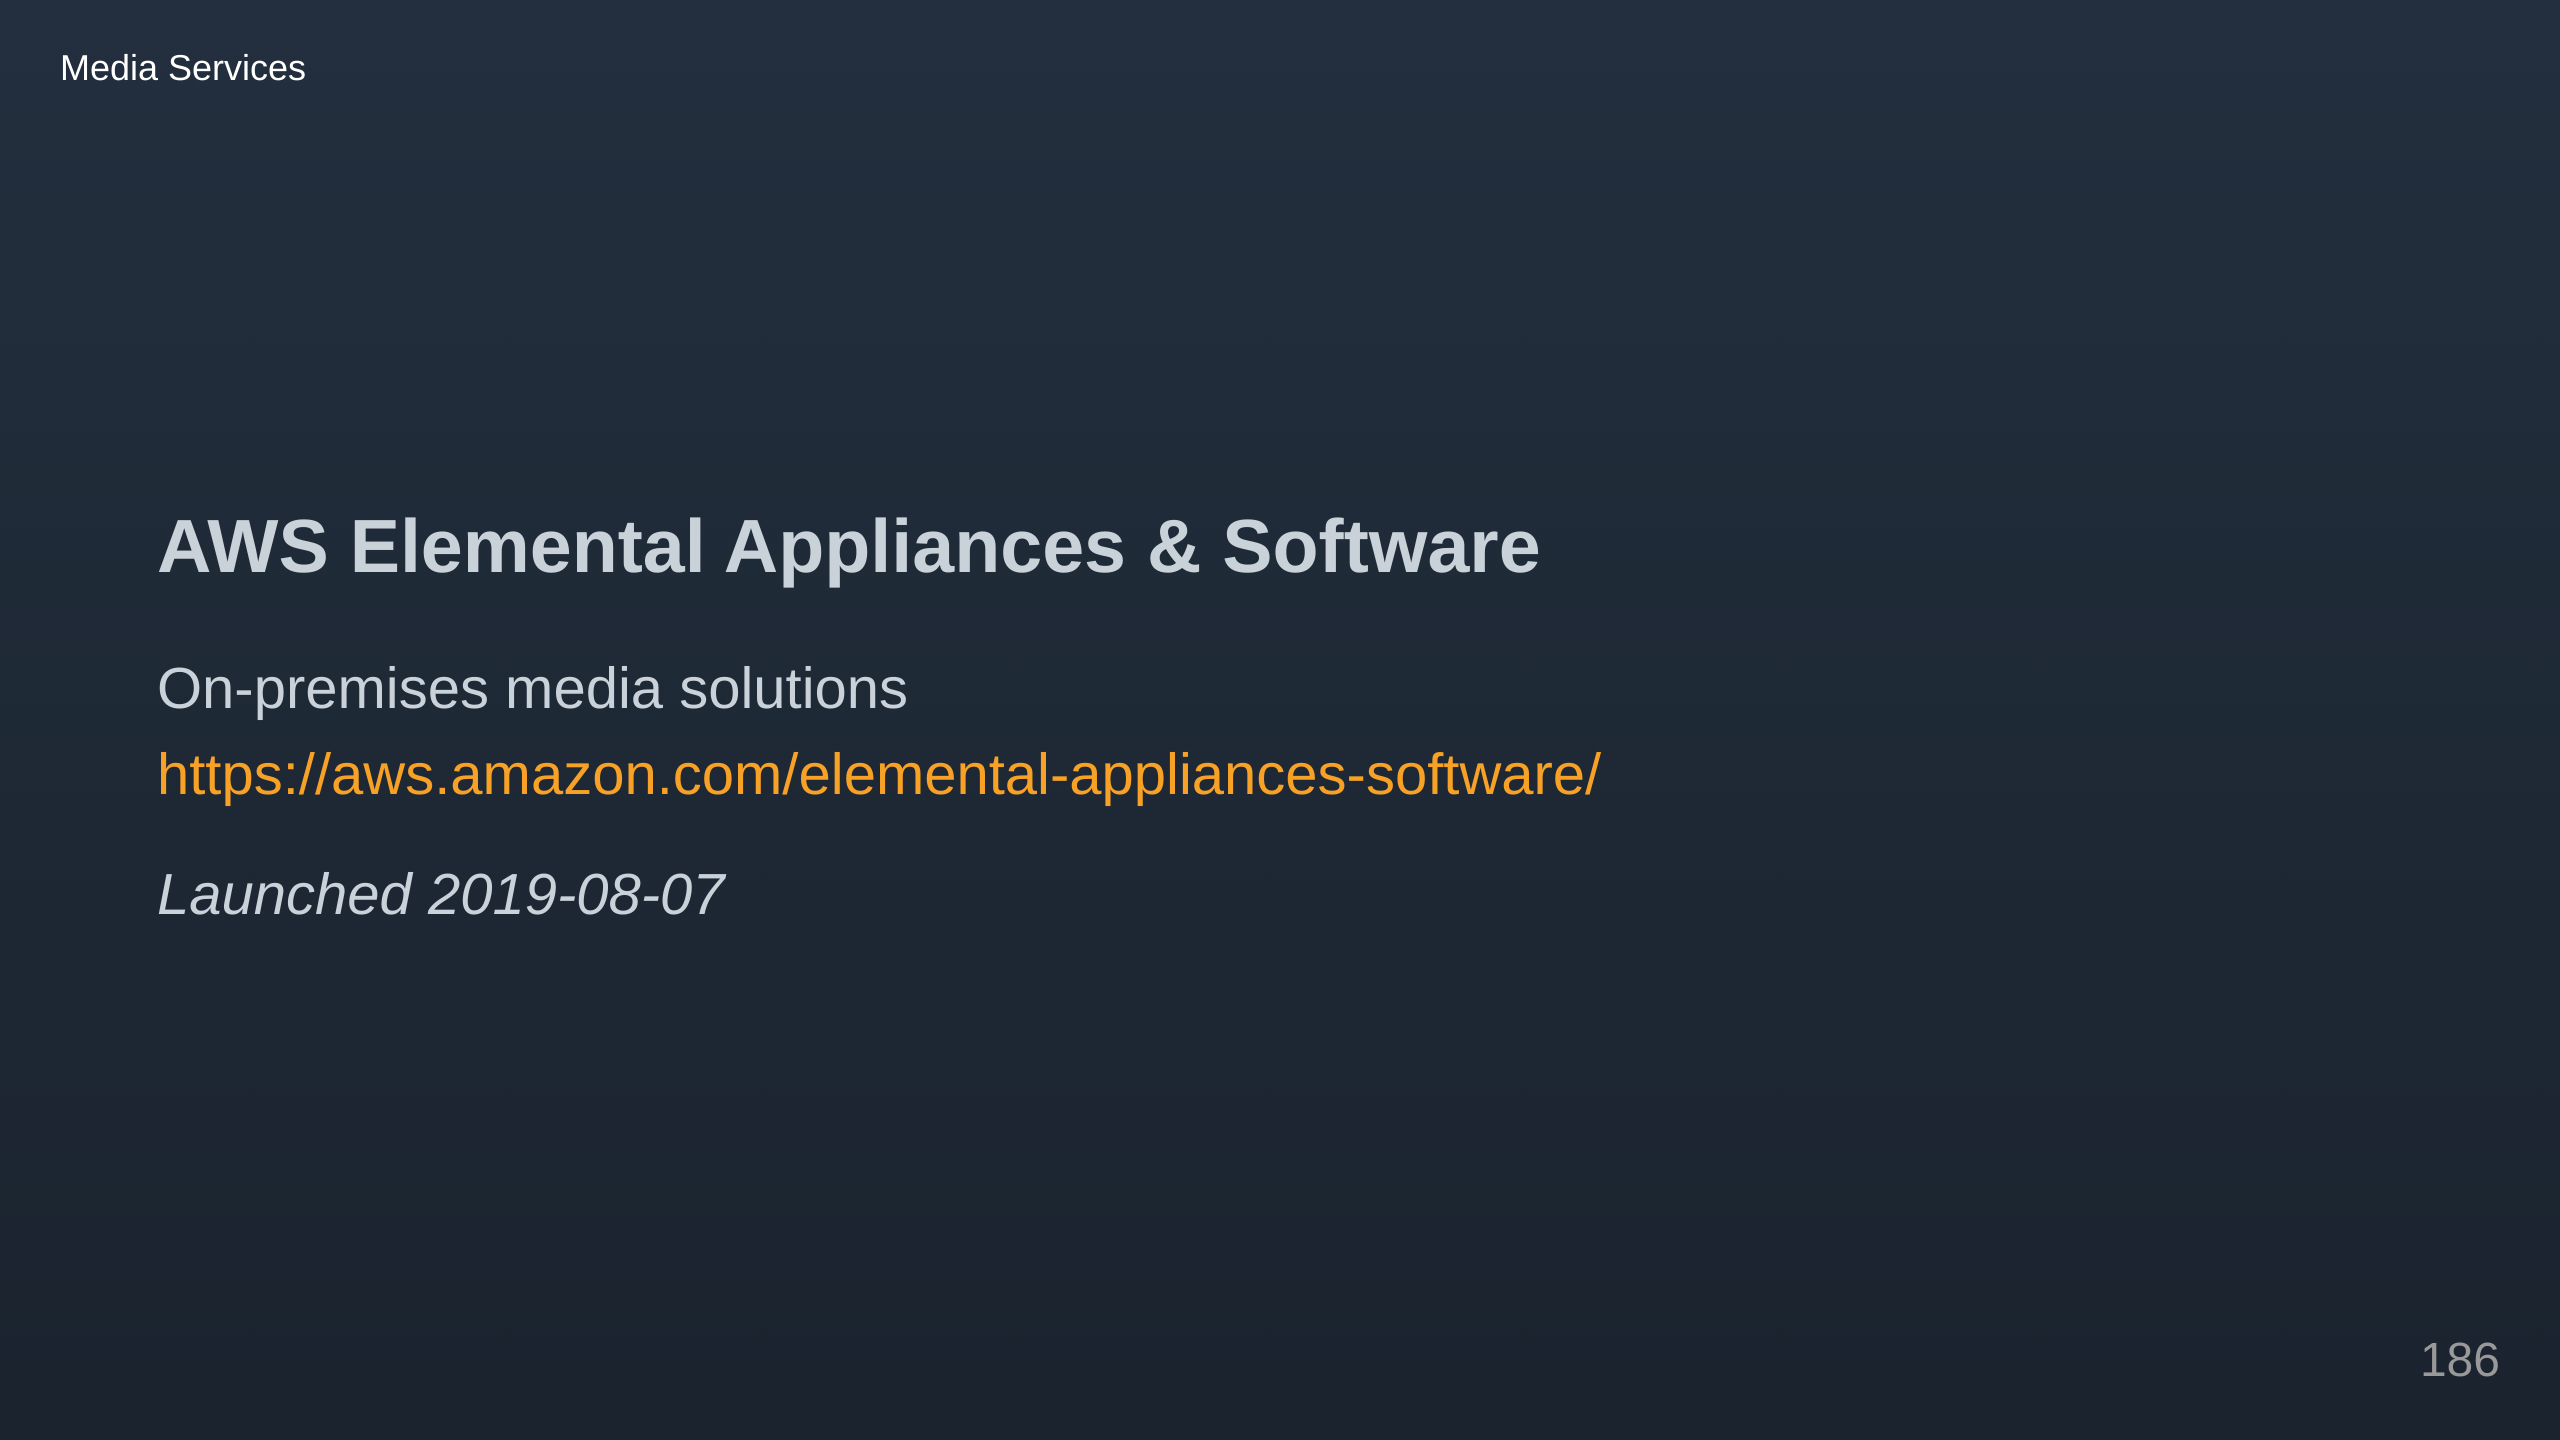 Media Services
AWS Elemental Appliances & Software
On-premises media solutions
https://aws.amazon.com/elemental-appliances-software/
Launched 2019-08-07
186